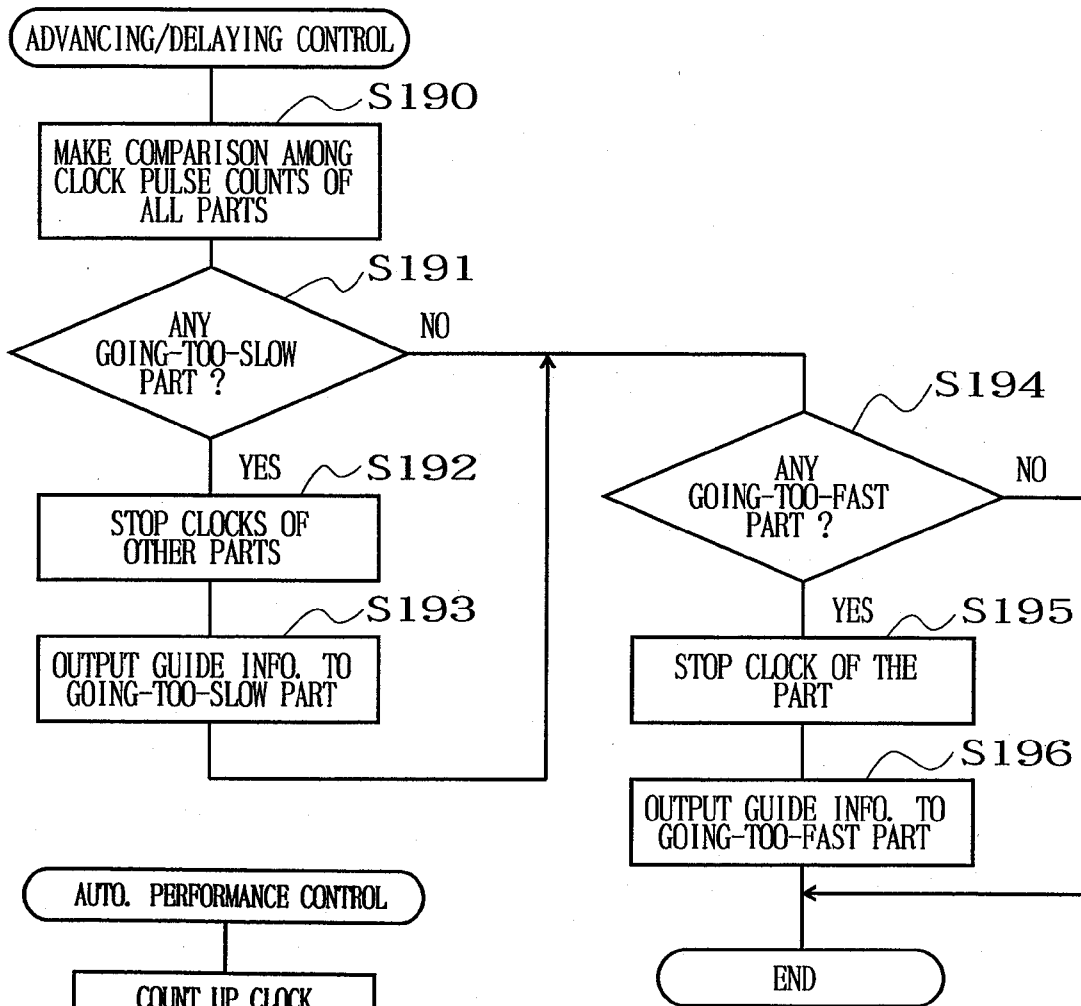 ADVANCING/DELAYING CONTROL
S190
MAKE COMPARISON AMONG
CLOCK PULSE COUNTS OF
ALL PARTS
S191
ANY
GOING-TOO-SLOW
PART ?
NO
YES
S192
STOP CLOCKS OF
OTHER PARTS
S193
OUTPUT GUIDE INFO. TO
GOING-TOO-SLOW PART
S194
ANY
GOING-TOO-FAST
PART ?
NO
YES
S195
STOP CLOCK OF THE
PART
S196
OUTPUT GUIDE INFO. TO
GOING-TOO-FAST PART
END
AUTO. PERFORMANCE CONTROL
COUNT UP CLOCK